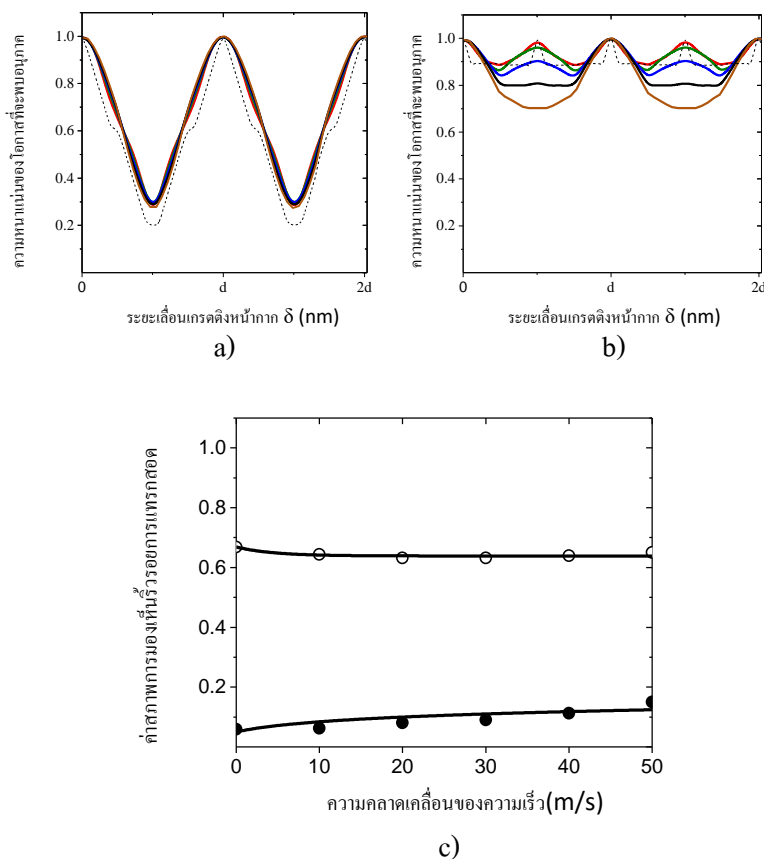 ความหนาแน่นของโอกาสที่จะพบอนุภาค
1.0
0.8
0.6
0.4
0.2
0
d
2d
ระยะเลื่อนเกรตติงหน้ากาก δ (nm)
a)
ความหนาแน่นของโอกาสที่จะพบอนุภาค
1.0
0.8
0.6
0.4
0.2
0
d
2d
ระยะเลื่อนเกรตติงหน้ากาก δ (nm)
b)
ค่าสภาพการมองเห็นริ้วรอยการแทรกสอด
1.0
0.8
0.6
0.4
0.2
0
10
20
30
40
50
ความคลาดเคลื่อนของความเร็ว(m/s)
c)